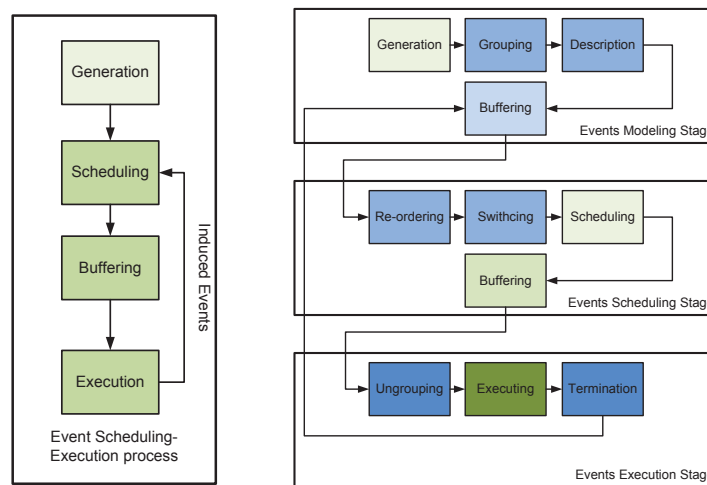 Generation
Scheduling
Buffering
Execution
Induced Events
Event Scheduling-
Execution process
Generation
Grouping
Description
Buffering
Events Modeling Stag
Re-ordering
Swithcing
Scheduling
Buffering
Events Scheduling Stag
Ungrouping
Executing
Termination
Events Execution Stag